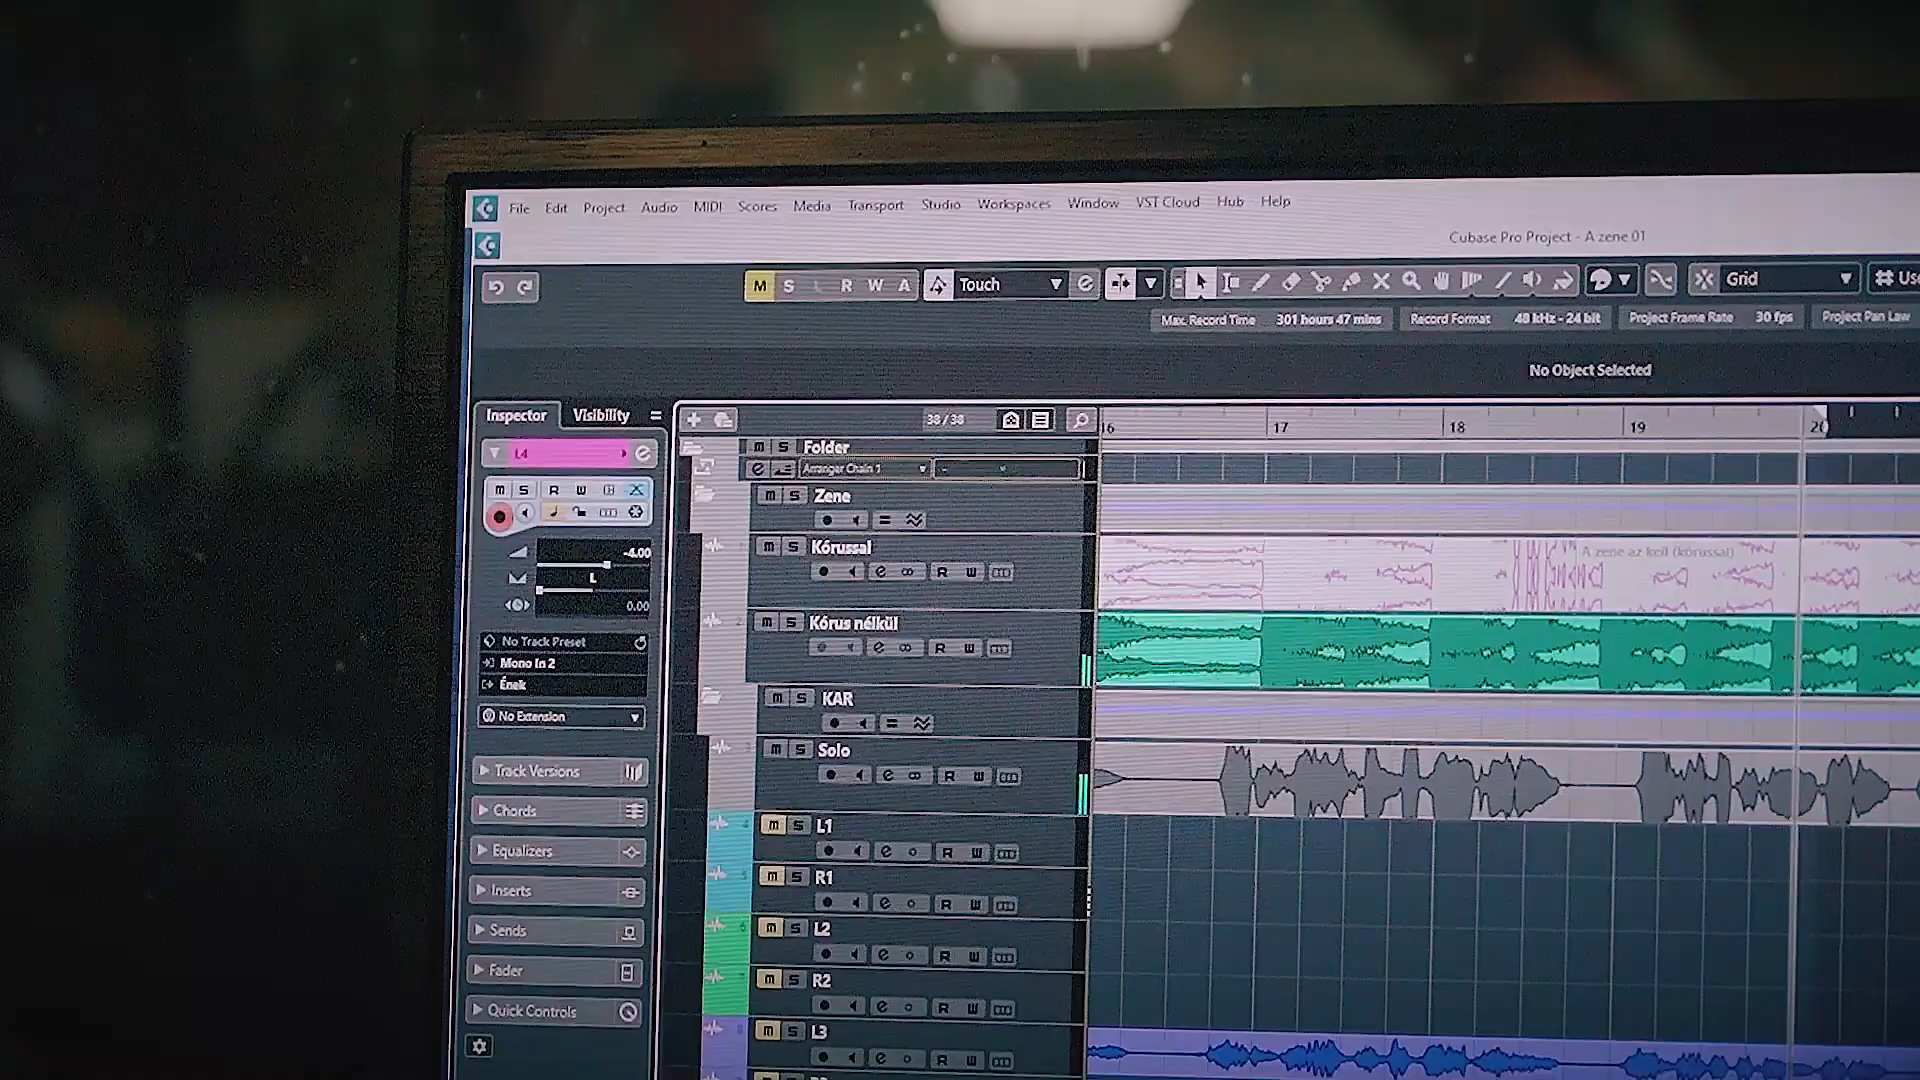 File Edit Project Audio MIDI Scores Media Transport Studio Workspaces Window VST Cloud Hub Help
Cubase Pro Project - A zene 01
M S L R W A Touch Grid
Max. Record Time 301 hours 47 mins Record Format 48 kHz - 24 bit Project Frame Rate 30 fps Project Pan Law
No Object Selected
Inspector Visibility
38 / 38
16 17 18 19
L4
m S R W
-4.00
L
0.00
No Track Preset
Mono In 2
Ének
No Extension
Track Versions
Chords
Equalizers
Inserts
Sends
Fader
Quick Controls
m S Folder
e Arranger Chain 1
m S Zene
m S Kórussal
e R W
A zene az kell (kórussal)
m S Kórus nélkül
e R W
m S KAR
m S Solo
e R W
m S L1
e R W
m S R1
e R W
m S L2
e R W
m S R2
e R W
m S L3
e R W